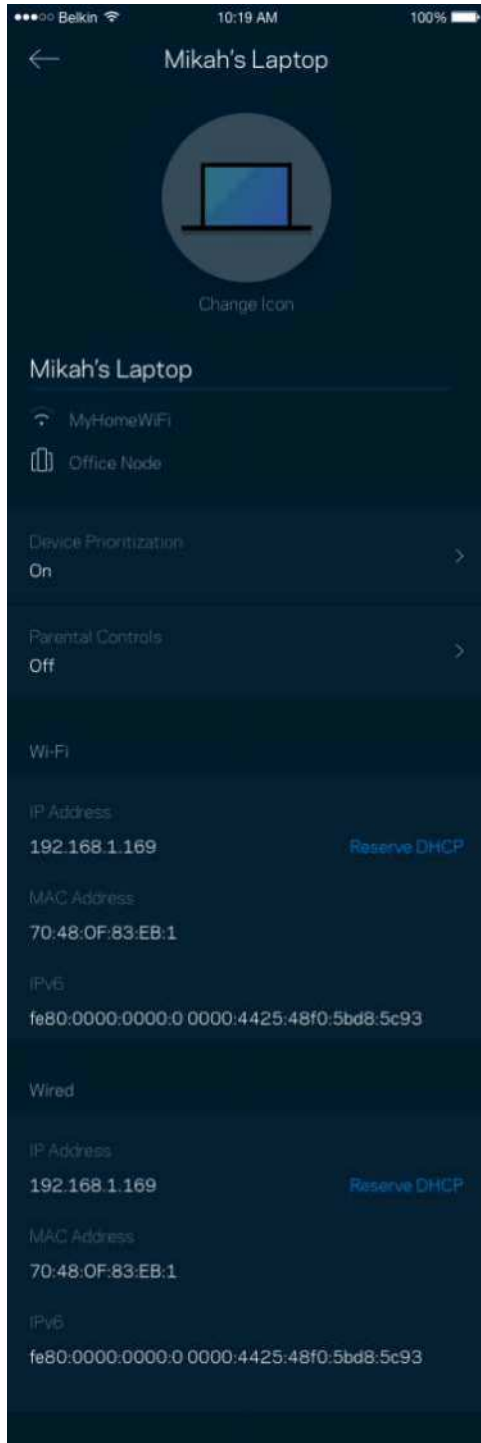 Belkin 10:19 AM 100%
Mikah's Laptop
Change Icon
Mikah's Laptop
MyHomeWiFi
Office Node
Device Prioritization
On
Parental Controls
Off
Wi-Fi
IP Address
192.168.1.169 Reserve DHCP
MAC Address
70:48:0F:83:EB:1
IPv6
fe80:0000:0000:0 0000:4425:48f0:5bd8:5c93
Wired
IP Address
192.168.1.169 Reserve DHCP
MAC Address
70:48:0F:83:EB:1
IPv6
fe80:0000:0000:0 0000:4425:48f0:5bd8:5c93